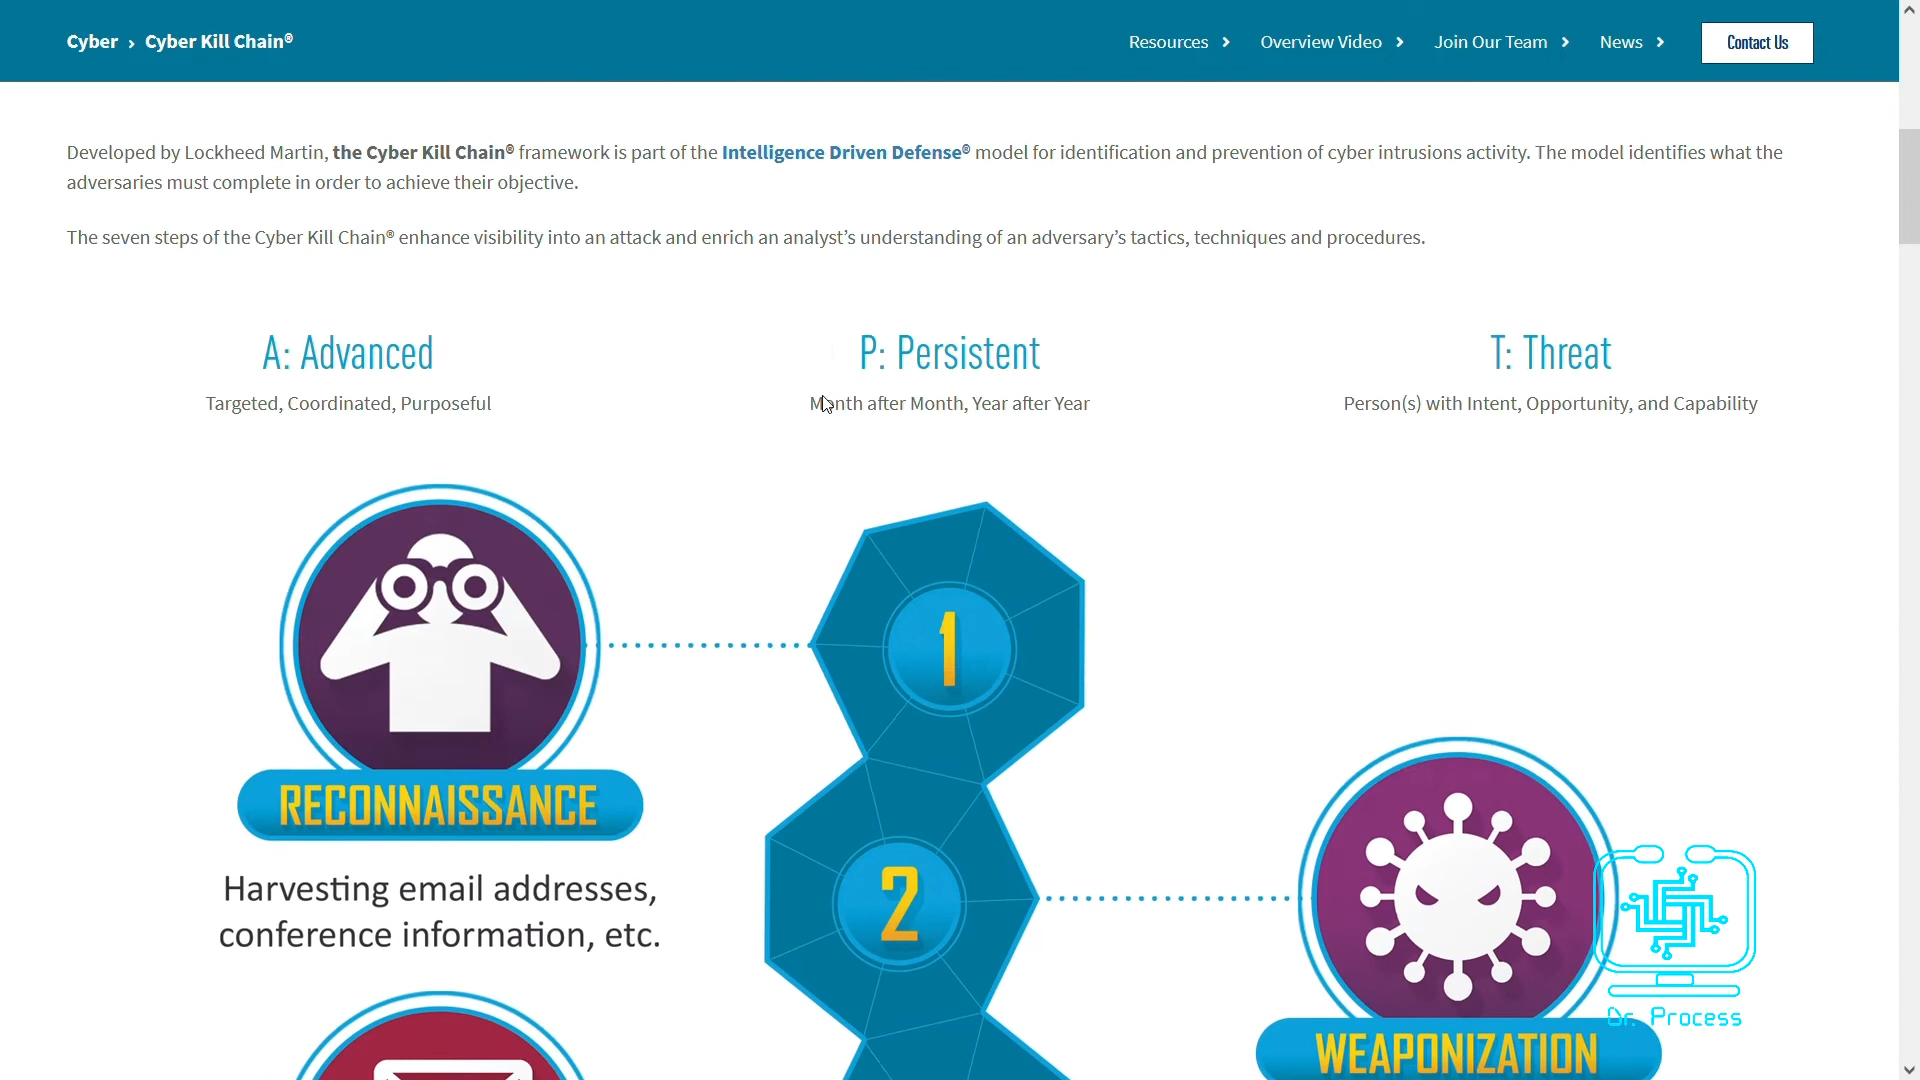 Cyber › Cyber Kill Chain®
Resources
Overview Video
Join Our Team
News
Contact Us
Developed by Lockheed Martin, the Cyber Kill Chain® framework is part of the Intelligence Driven Defense® model for identification and prevention of cyber intrusions activity. The model identifies what the
adversaries must complete in order to achieve their objective.
The seven steps of the Cyber Kill Chain® enhance visibility into an attack and enrich an analyst’s understanding of an adversary’s tactics, techniques and procedures.
A: Advanced
Targeted, Coordinated, Purposeful
P: Persistent
Month after Month, Year after Year
T: Threat
Person(s) with Intent, Opportunity, and Capability
1
RECONNAISSANCE
Harvesting email addresses,
conference information, etc.
2
WEAPONIZATION
Dr. Process